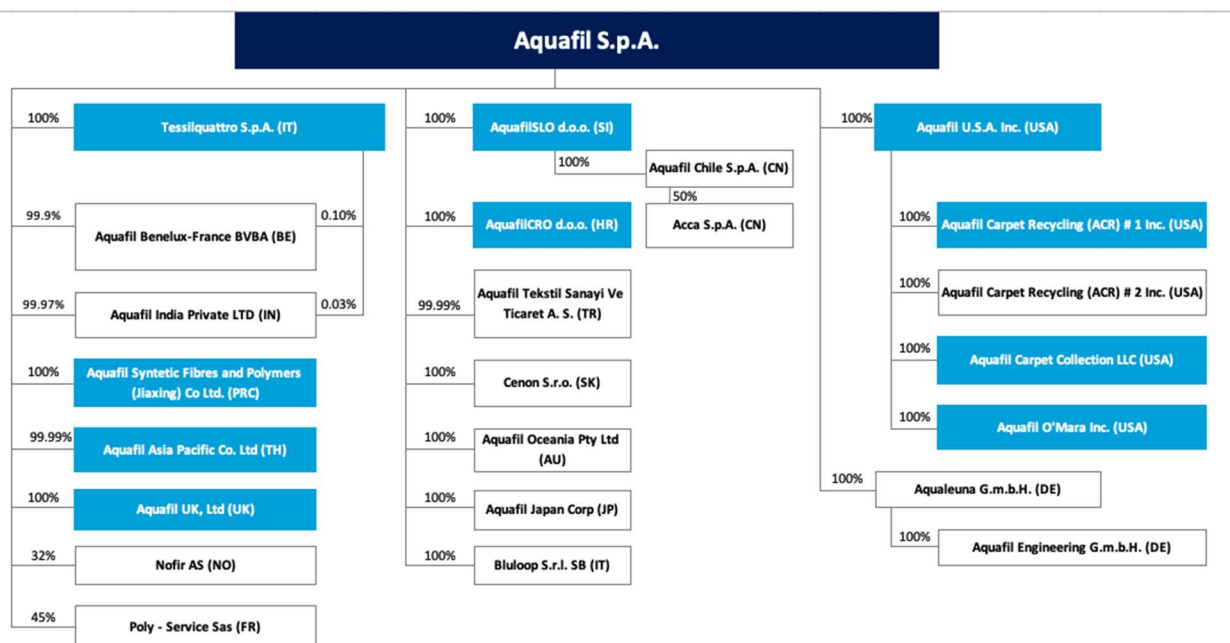 Aquafil S.p.A.
100%
Tessilquattro S.p.A. (IT)
99.9%
Aquafil Benelux-France BVBA (BE)
0.10%
99.97%
Aquafil India Private LTD (IN)
0.03%
100%
Aquafil Syntetic Fibres and Polymers
(Jiaxing) Co Ltd. (PRC)
99.99%
Aquafil Asia Pacific Co. Ltd (TH)
100%
Aquafil UK, Ltd (UK)
32%
Nofir AS (NO)
45%
Poly - Service Sas (FR)
100%
AquafilSLO d.o.o. (SI)
100%
Aquafil Chile S.p.A. (CN)
50%
Acca S.p.A. (CN)
100%
AquafilCRO d.o.o. (HR)
99.99%
Aquafil Tekstil Sanayi Ve
Ticaret A. S. (TR)
100%
Cenon S.r.o. (SK)
100%
Aquafil Oceania Pty Ltd
(AU)
100%
Aquafil Japan Corp (JP)
100%
Bluloop S.r.l. SB (IT)
100%
Aquafil U.S.A. Inc. (USA)
100%
Aquafil Carpet Recycling (ACR) # 1 Inc. (USA)
100%
Aquafil Carpet Recycling (ACR) # 2 Inc. (USA)
100%
Aquafil Carpet Collection LLC (USA)
100%
Aquafil O'Mara Inc. (USA)
100%
Aqualeuna G.m.b.H. (DE)
100%
Aquafil Engineering G.m.b.H. (DE)